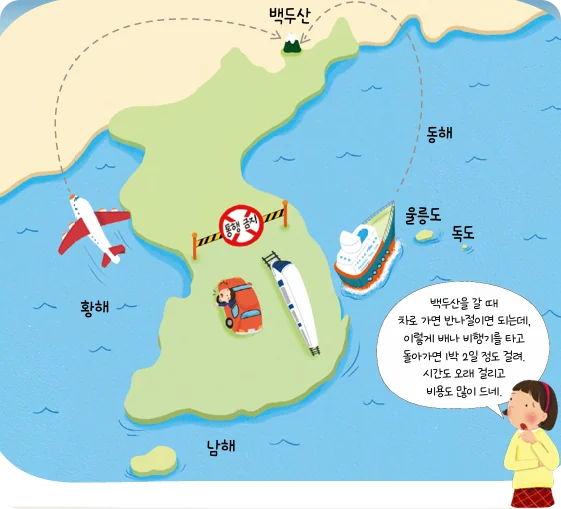 백두산
동해
울릉도
독도
통행 금지
황해
백두산을 갈 때
차로 가면 반나절이면 되는데,
이렇게 배나 비행기를 타고
돌아가면 1박 2일 정도 걸려.
시간도 오래 걸리고
비용도 많이 드네.
남해